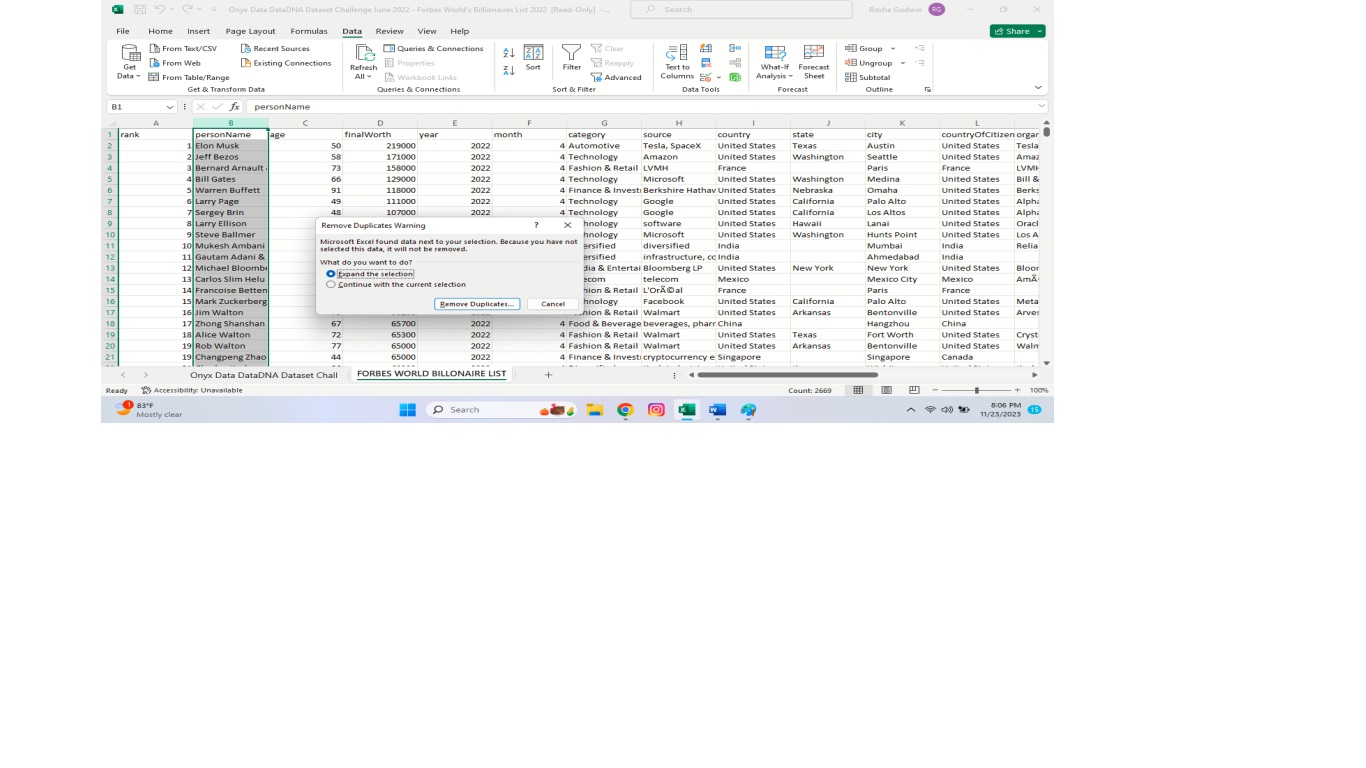 Onyx Data DataDNA Dataset Challenge June 2022 - Forbes World's Billionaires List 2022 [Read-Only] -... Search Roshe Godwin RG
File Home Insert Page Layout Formulas Data Review View Help Share
From Text/CSV Recent Sources Queries & Connections Clear Group
From Web Existing Connections Properties Reapply Ungroup
From Table/Range Workbook Links Advanced Subtotal
Get Data Refresh All Sort Filter Text to Columns What-If Analysis Forecast Sheet
Get & Transform Data Queries & Connections Sort & Filter Data Tools Forecast Outline
B1 fx personName
A B C D E F G H I J K L
1 rank personName age finalWorth year month category source country state city countryOfCitizen organ
2 1 Elon Musk 50 219000 2022 4 Automotive Tesla, SpaceX United States Texas Austin United States Tesla
3 2 Jeff Bezos 58 171000 2022 4 Technology Amazon United States Washington Seattle United States Amaz
4 3 Bernard Arnault 73 158000 2022 4 Fashion & Retail LVMH France Paris France LVMH
5 4 Bill Gates 66 129000 2022 4 Technology Microsoft United States Washington Medina United States Bill &
6 5 Warren Buffett 91 118000 2022 4 Finance & Investi Berkshire Hathav United States Nebraska Omaha United States Berks
7 6 Larry Page 49 111000 2022 4 Technology Google United States California Palo Alto United States Alpha
8 7 Sergey Brin 48 107000 2022 4 Technology Google United States California Los Altos United States Alpha
9 8 Larry Ellison hnology software United States Hawaii Lanai United States Oracl
10 9 Steve Ballmer hnology Microsoft United States Washington Hunts Point United States Los A
11 10 Mukesh Ambani ersified diversified India Mumbai India Relia
12 11 Gautam Adani & ersified infrastructure, co India Ahmedabad India
13 12 Michael Bloombe dia & Entertai Bloomberg LP United States New York New York United States Bloor
14 13 Carlos Slim Helu ecom telecom Mexico Mexico City Mexico AmÃ
15 14 Francoise Betten hion & Retail L'OrÃ©al France Paris France
16 15 Mark Zuckerberg hnology Facebook United States California Palo Alto United States Meta
17 16 Jim Walton hion & Retail Walmart United States Arkansas Bentonville United States Arves
18 17 Zhong Shanshan 67 65700 2022 4 Food & Beverage beverages, pharr China Hangzhou China
19 18 Alice Walton 72 65300 2022 4 Fashion & Retail Walmart United States Texas Fort Worth United States Cryst
20 19 Rob Walton 77 65000 2022 4 Fashion & Retail Walmart United States Arkansas Bentonville United States Walm
21 19 Changpeng Zhao 44 65000 2022 4 Finance & Investi cryptocurrency e Singapore Singapore Canada
Remove Duplicates Warning ?
Microsoft Excel found data next to your selection. Because you have not
selected this data, it will not be removed.
What do you want to do?
Expand the selection
Continue with the current selection
Remove Duplicates... Cancel
Onyx Data DataDNA Dataset Chall FORBES WORLD BILLIONAIRE LIST
Ready Accessibility: Unavailable Count: 2669 100%
1 83°F Mostly clear
Search
8:06 PM
11/23/2023 15